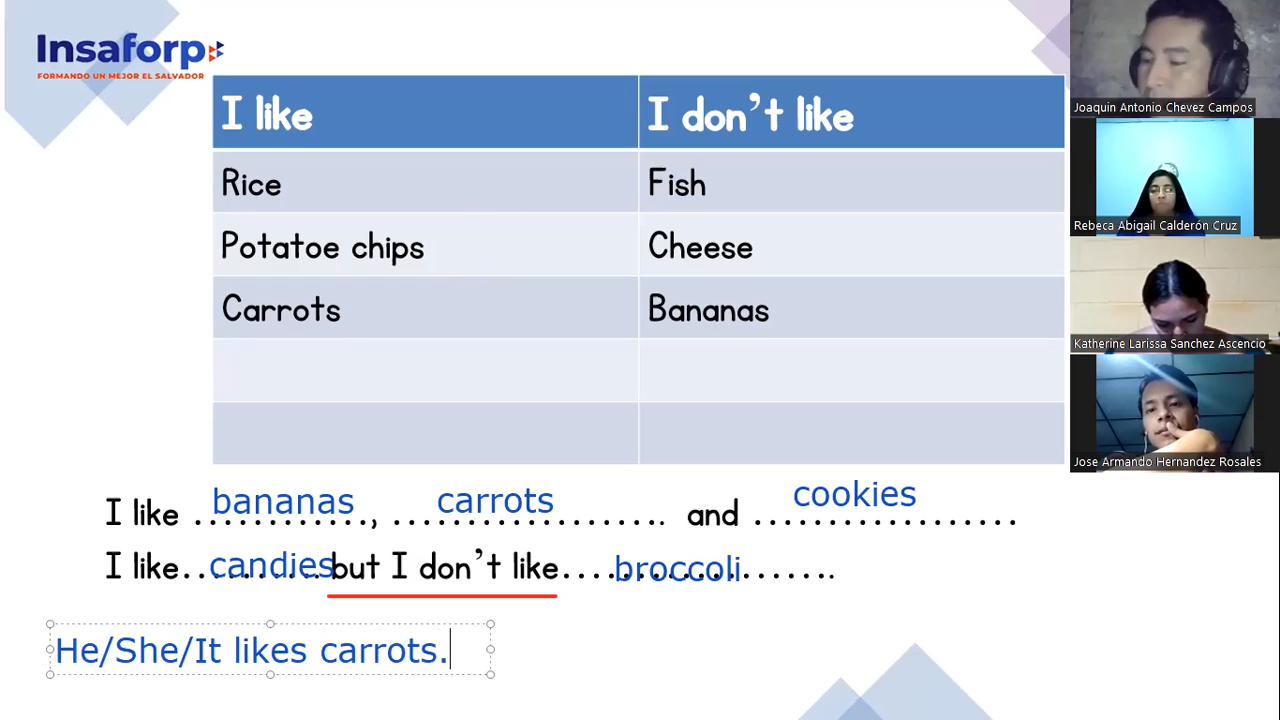 Insaforp
FORMANDO UN MEJOR EL SALVADOR
I like
I don't like
Rice
Fish
Potatoe chips
Cheese
Carrots
Bananas
I like bananas, carrots. and cookies
I like candies but I don't like broccoli.
He/She/It likes carrots.
Joaquin Antonio Chevez Campos
Rebeca Abigail Calderón Cruz
Katherine Larissa Sanchez Ascencio
Jose Armando Hernandez Rosales